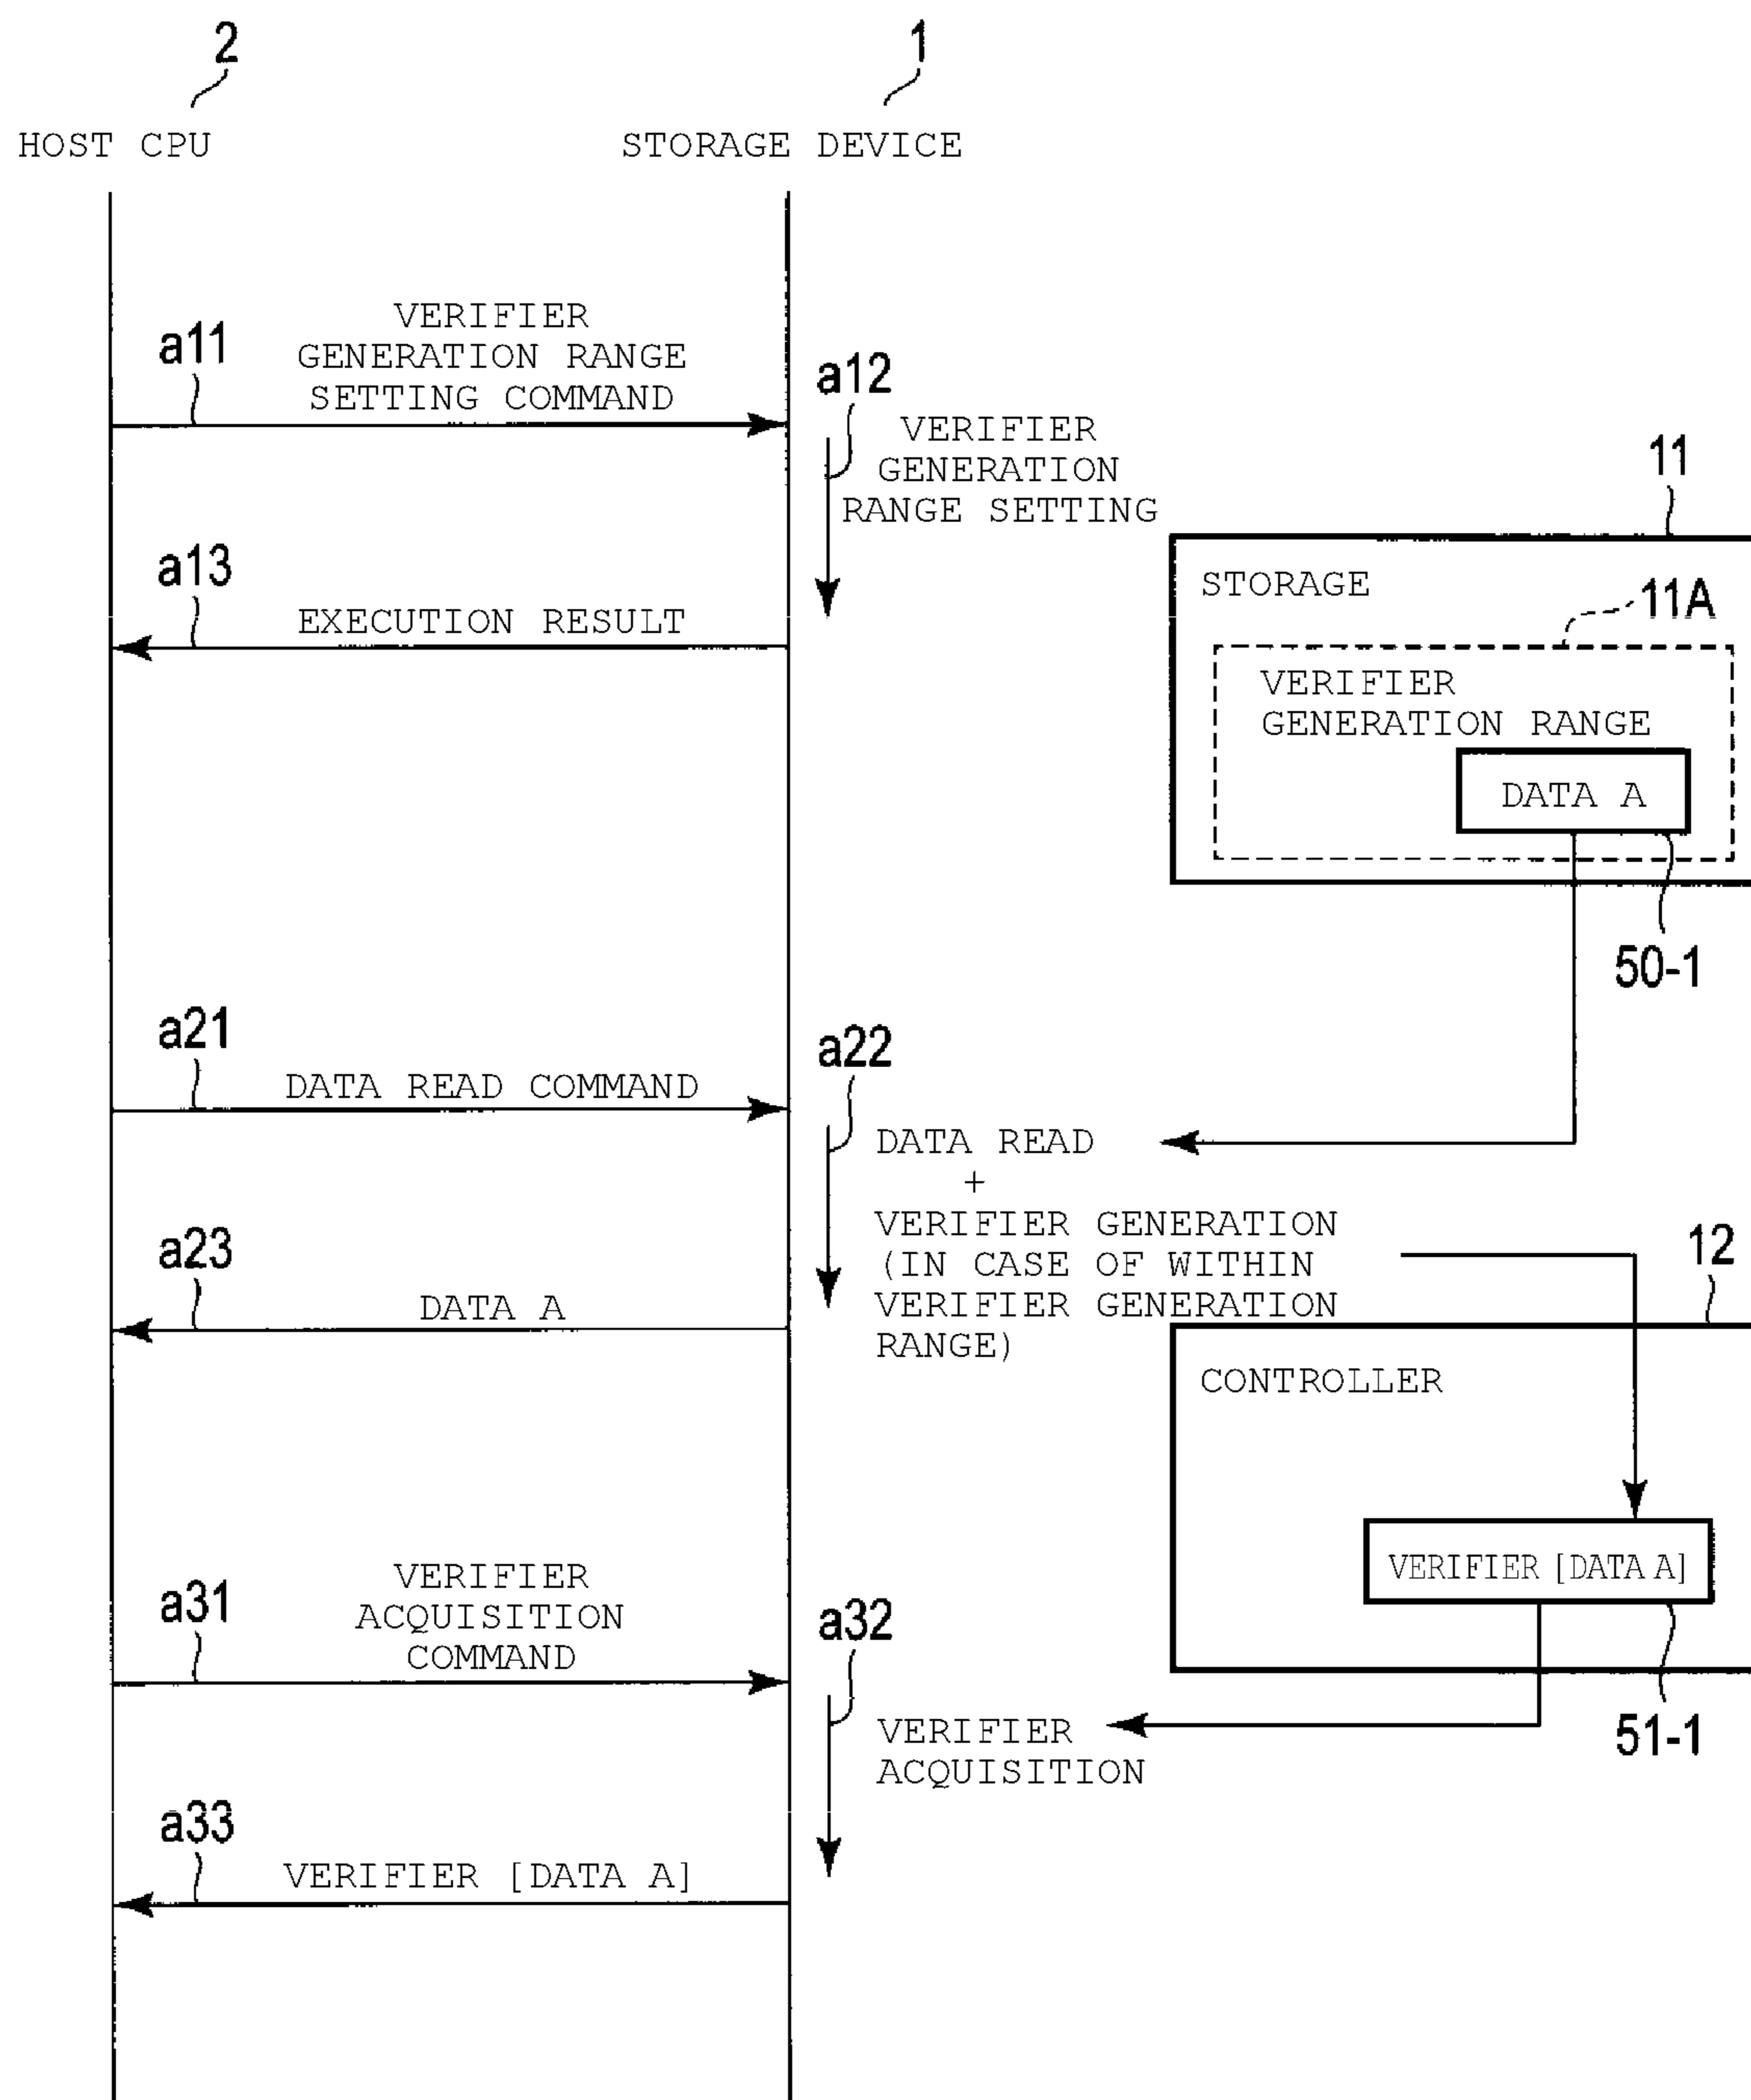 2
1
HOST CPU
STORAGE DEVICE
a11
VERIFIER
GENERATION RANGE
SETTING COMMAND
a12
VERIFIER
GENERATION
RANGE SETTING
a13
EXECUTION RESULT
11
STORAGE
11A
VERIFIER
GENERATION RANGE
DATA A
50-1
a21
DATA READ COMMAND
a22
DATA READ
+
VERIFIER GENERATION
(IN CASE OF WITHIN
VERIFIER GENERATION
RANGE)
a23
DATA A
12
CONTROLLER
VERIFIER [DATA A]
51-1
a31
VERIFIER
ACQUISITION
COMMAND
a32
VERIFIER
ACQUISITION
a33
VERIFIER [DATA A]